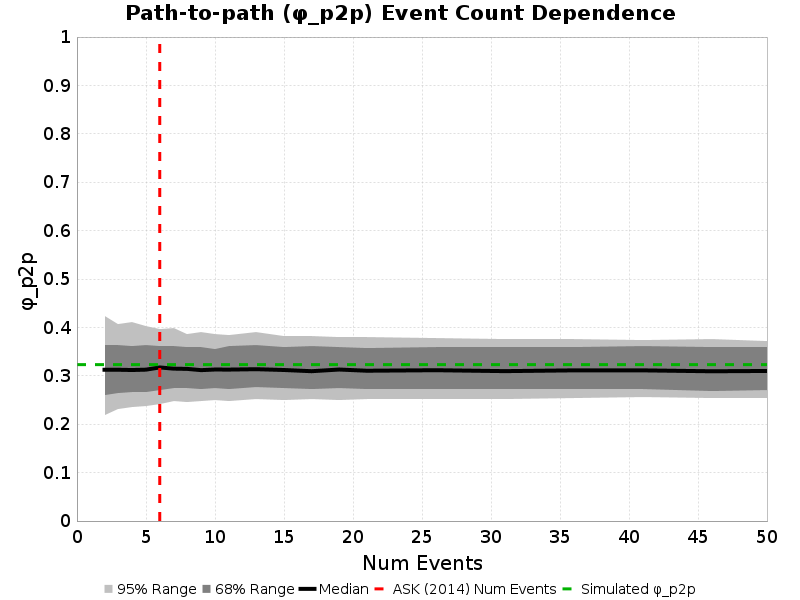 Path-to-path (φ_p2p) Event Count Dependence
1
0.9
0.8
0.7
0.6
0.5
0.4
0.3
0.2
0.1
0
φ_p2p
0 5 10 15 20 25 30 35 40 45 50
Num Events
95% Range 68% Range Median ASK (2014) Num Events Simulated φ_p2p